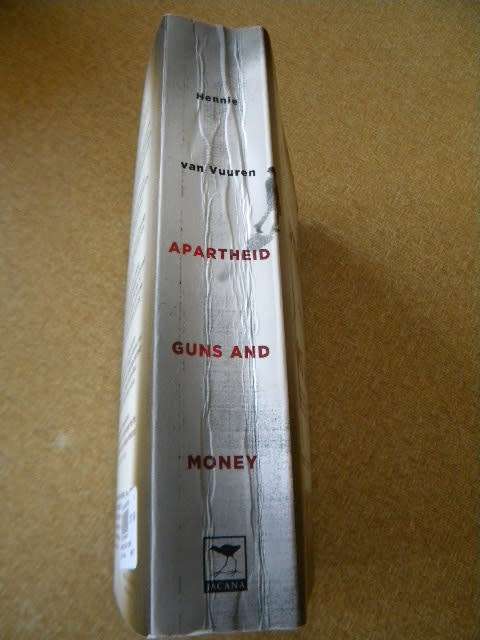 Hennie
van Vuuren
APARTHEID
GUNS AND
MONEY
JACANA